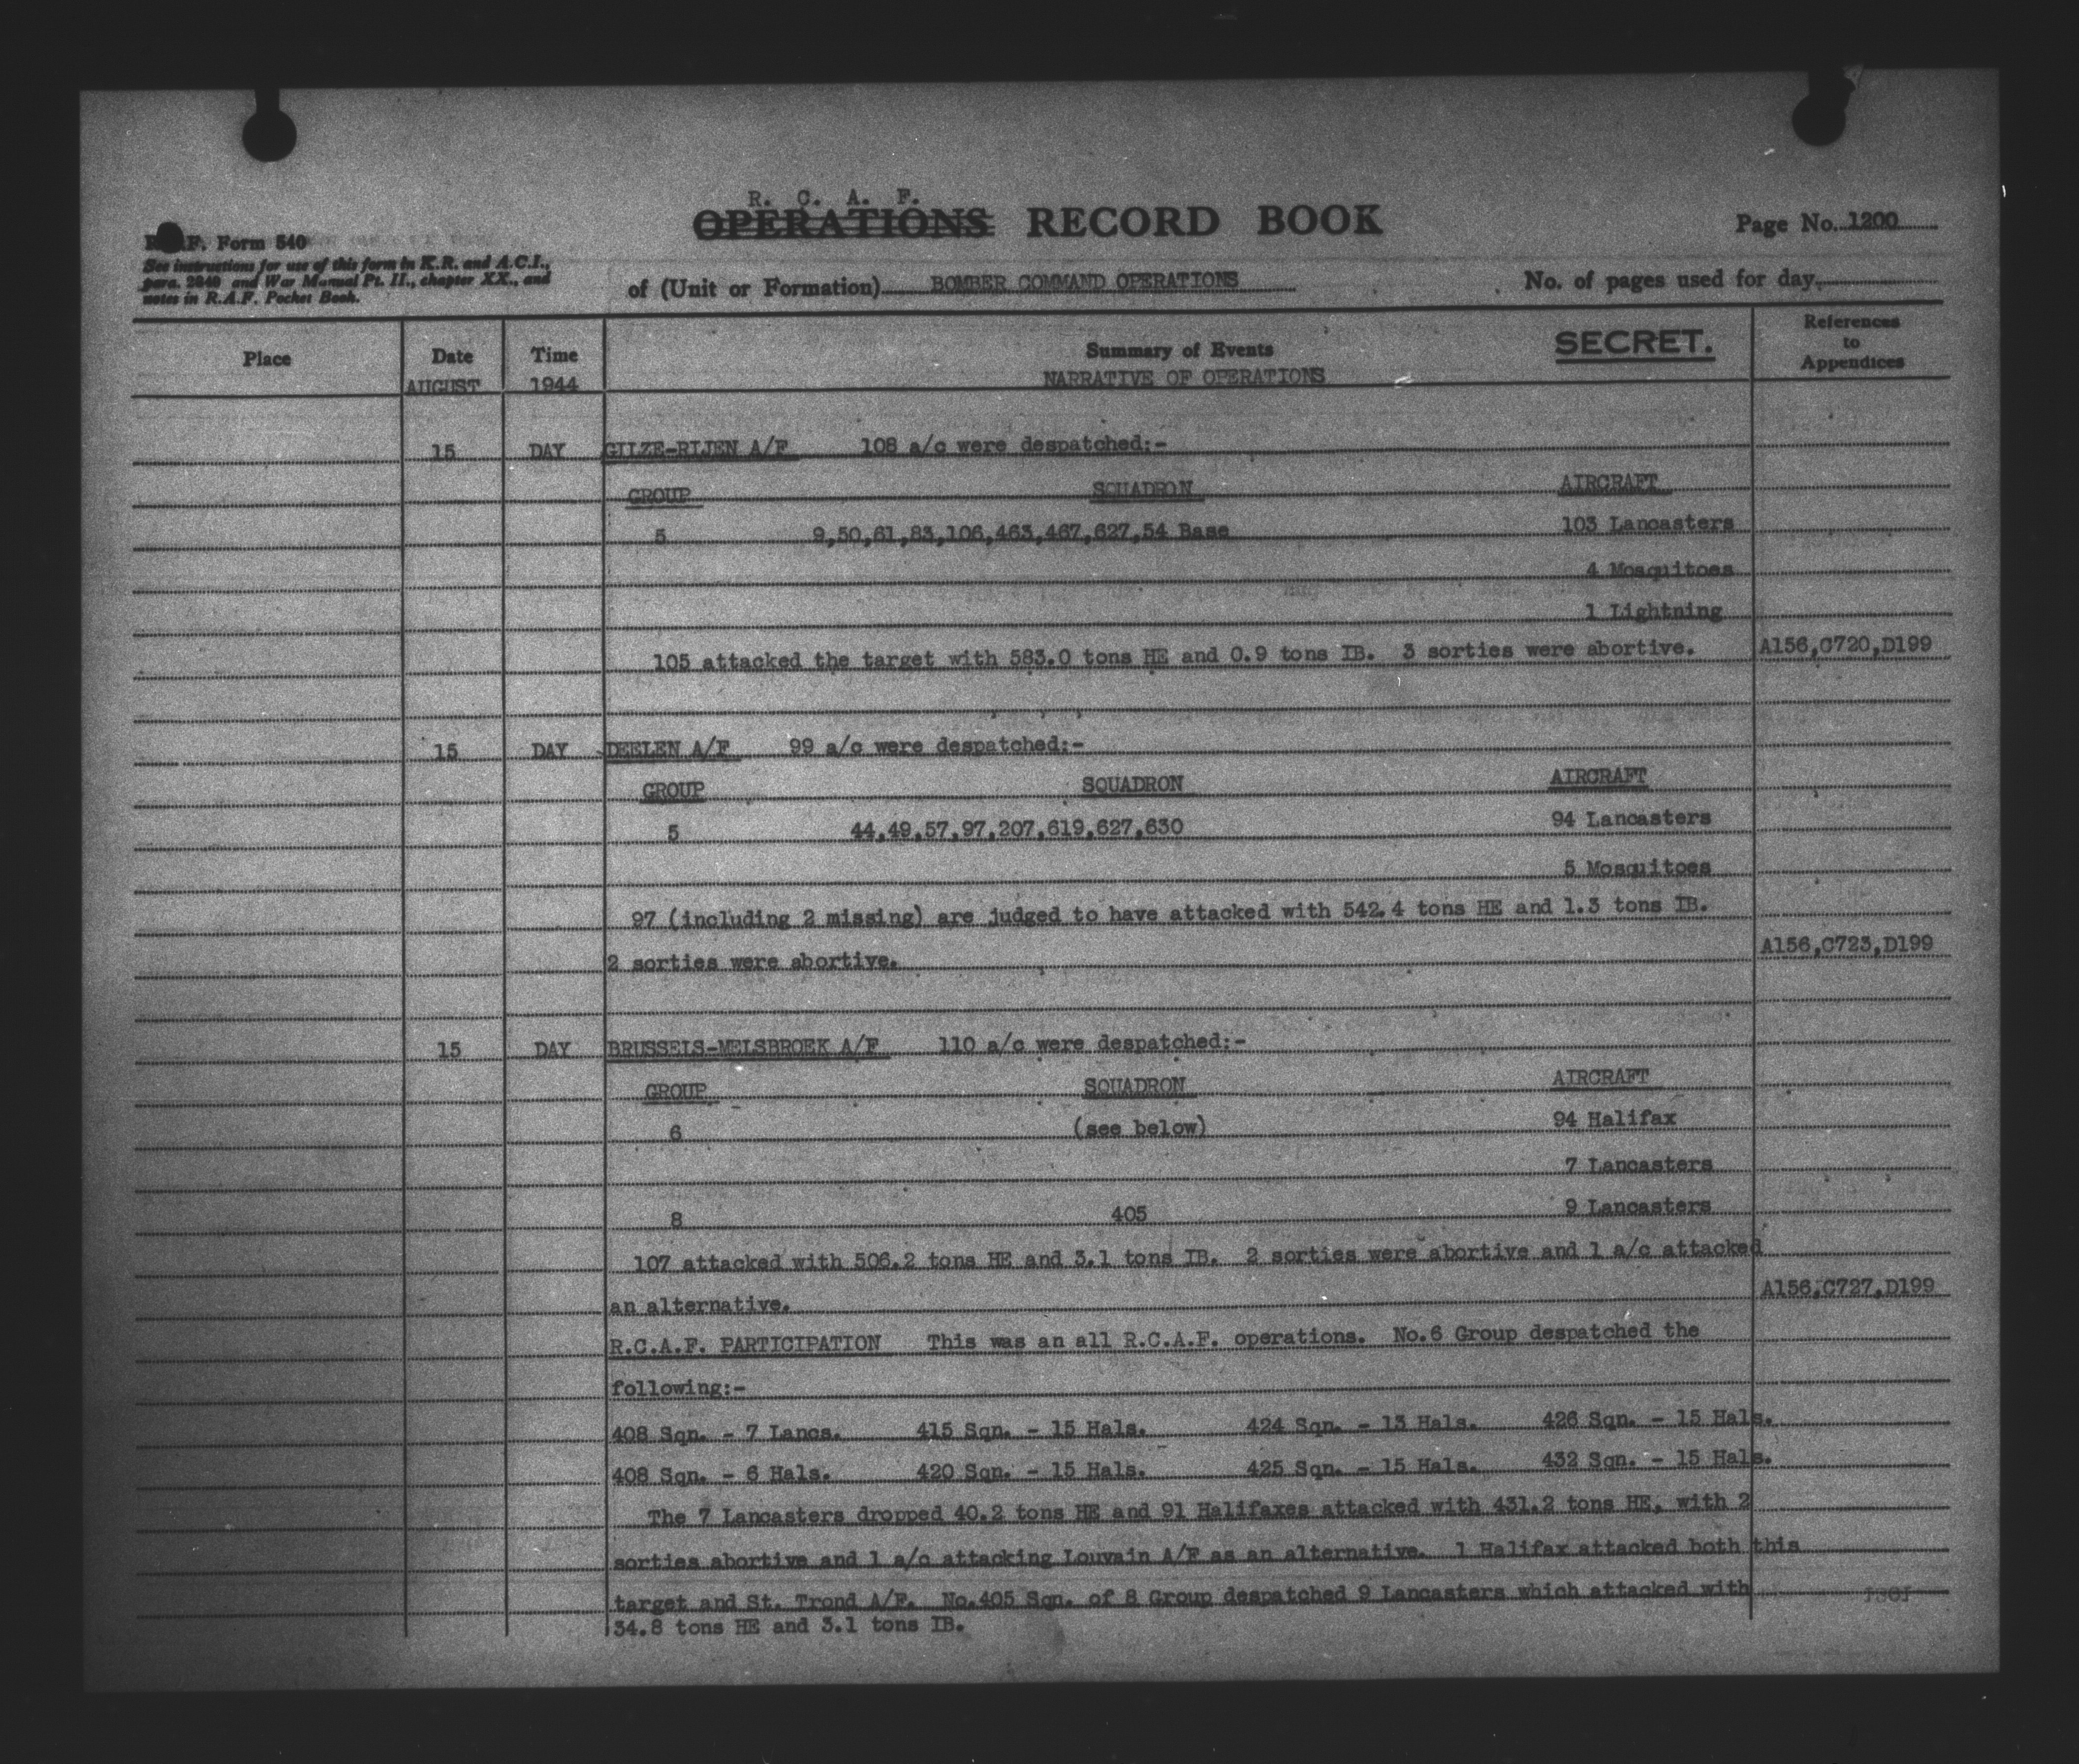 R. C. A. F.
OPERATIONS RECORD BOOK
Page No. 1200
R.A.F. Form 540
See instructions for use of this form in K.R. and A.C.I.,
para. 2349 and War Manual Pt. II., chapter XX., and
notes in R.A.F. Pocket Book.
of (Unit or Formation) BOMBER COMMAND OPERATIONS
No. of pages used for day
Place Date Time Summary of Events SECRET. References to Appendices
AUGUST 1944 NARRATIVE OF OPERATIONS
15 DAY GILZE-RIJEN A/F 108 a/c were despatched:-
GROUP SQUADRON AIRCRAFT
5 9,50,61,83,106,463,467,627,54 Base 103 Lancasters
4 Mosquitoes
1 Lightning
105 attacked the target with 583.0 tons HE and 0.9 tons IB. 3 sorties were abortive. A156,C720,D199
15 DAY DEELEN A/F 99 a/c were despatched:-
GROUP SQUADRON AIRCRAFT
5 44,49,57,97,207,619,627,630 94 Lancasters
5 Mosquitoes
97 (including 2 missing) are judged to have attacked with 542.4 tons HE and 1.3 tons IB.
2 sorties were abortive. A156,C723,D199
15 DAY BRUSSELS-MELSBROEK A/F 110 a/c were despatched:-
GROUP SQUADRON AIRCRAFT
6 (see below) 94 Halifax
7 Lancasters
8 405 9 Lancasters
107 attacked with 506.2 tons HE and 3.1 tons IB. 2 sorties were abortive and 1 a/c attacked
an alternative. A156,C727,D199
R.C.A.F. PARTICIPATION This was an all R.C.A.F. operations. No.6 Group despatched the
following:-
408 Sqn. - 7 Lancs. 415 Sqn. - 15 Hals. 424 Sqn. - 13 Hals. 426 Sqn. - 15 Hals.
408 Sqn. - 6 Hals. 420 Sqn. - 15 Hals. 425 Sqn. - 15 Hals. 432 Sqn. - 15 Hals.
The 7 Lancasters dropped 40.2 tons HE and 91 Halifaxes attacked with 431.2 tons HE, with 2
sorties abortive and 1 a/c attacking Louvain A/F as an alternative. 1 Halifax attacked both this
target and St. Trond A/F. No.405 Sqn. of 8 Group despatched 9 Lancasters which attacked with
34.8 tons HE and 3.1 tons IB.